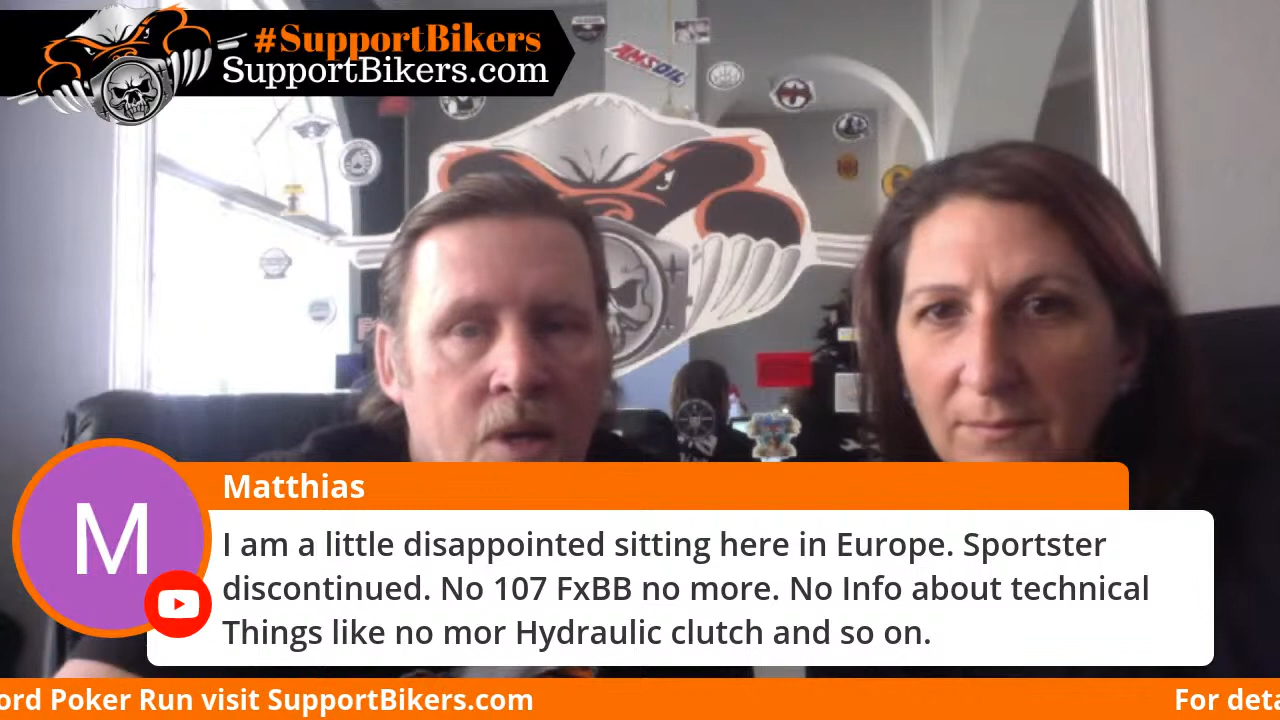 #SupportBikers
SupportBikers.com
AMSOIL
Matthias
M
I am a little disappointed sitting here in Europe. Sportster
discontinued. No 107 FxBB no more. No Info about technical
Things like no mor Hydraulic clutch and so on.
ord Poker Run visit SupportBikers.com
For deta